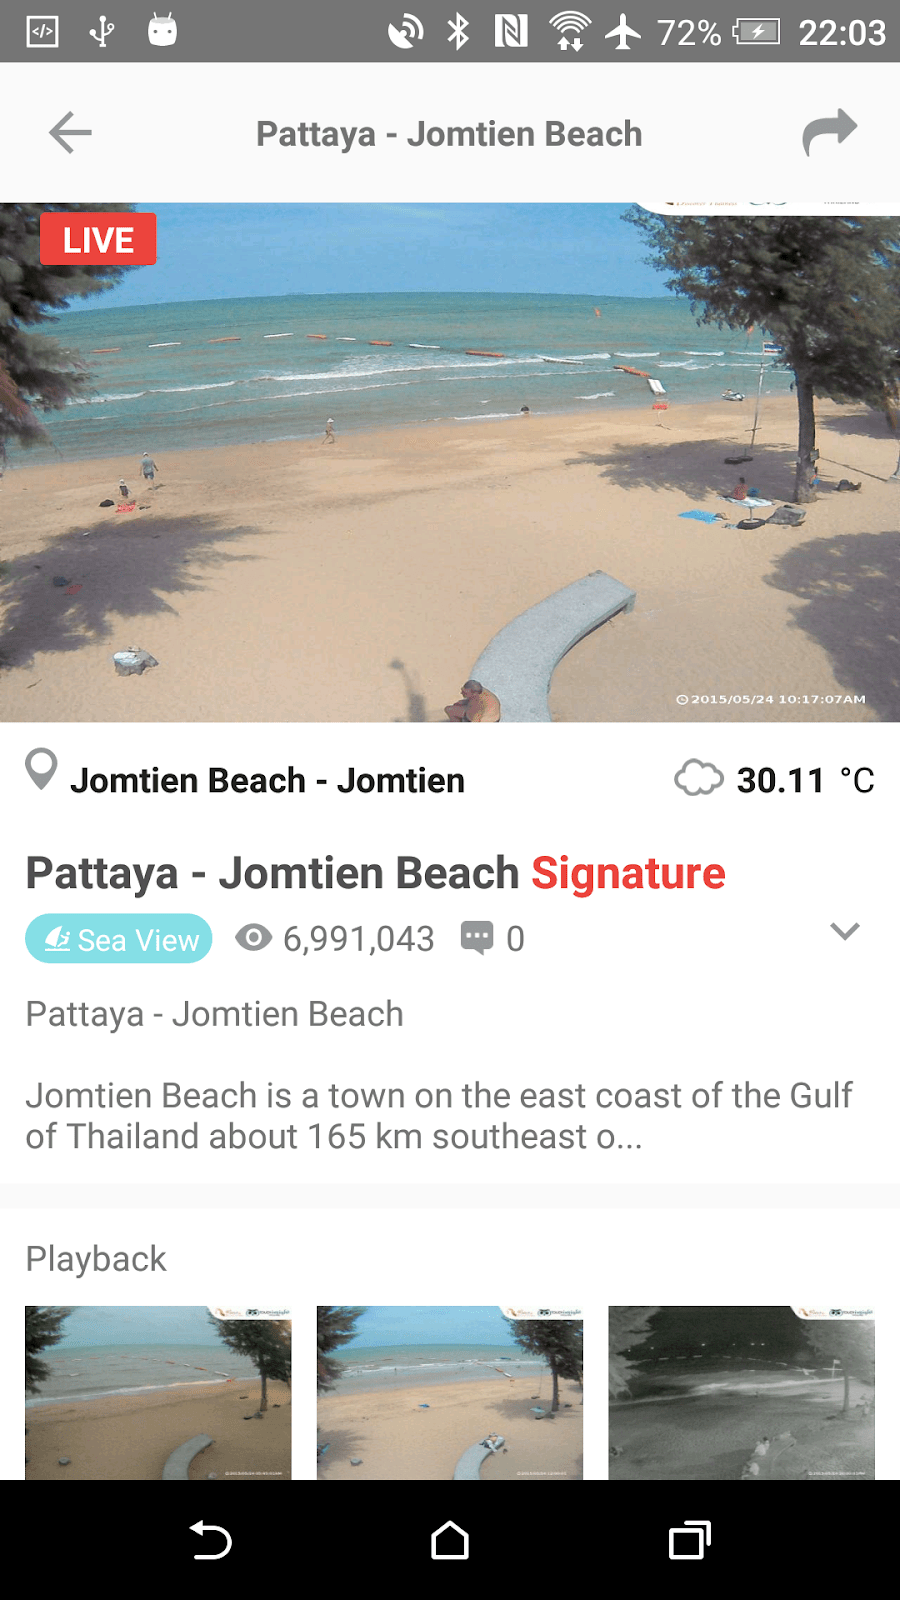 72% 22:03
Pattaya - Jomtien Beach
LIVE
2015/05/24 10:17:07AM
Jomtien Beach - Jomtien 30.11 °C
Pattaya - Jomtien Beach Signature
Sea View 6,991,043 0
Pattaya - Jomtien Beach
Jomtien Beach is a town on the east coast of the Gulf
of Thailand about 165 km southeast o...
Playback